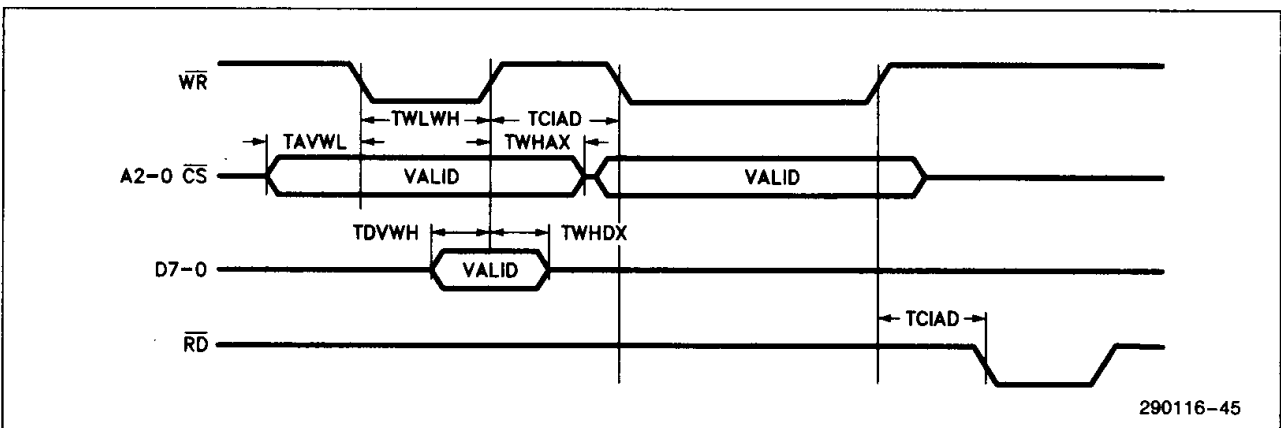 WR
TWLWH TCIAD
TAVWL TWHAX
A2-0 CS VALID VALID
TDVWH TWHDX
D7-0 VALID
TCIAD
RD
290116-45